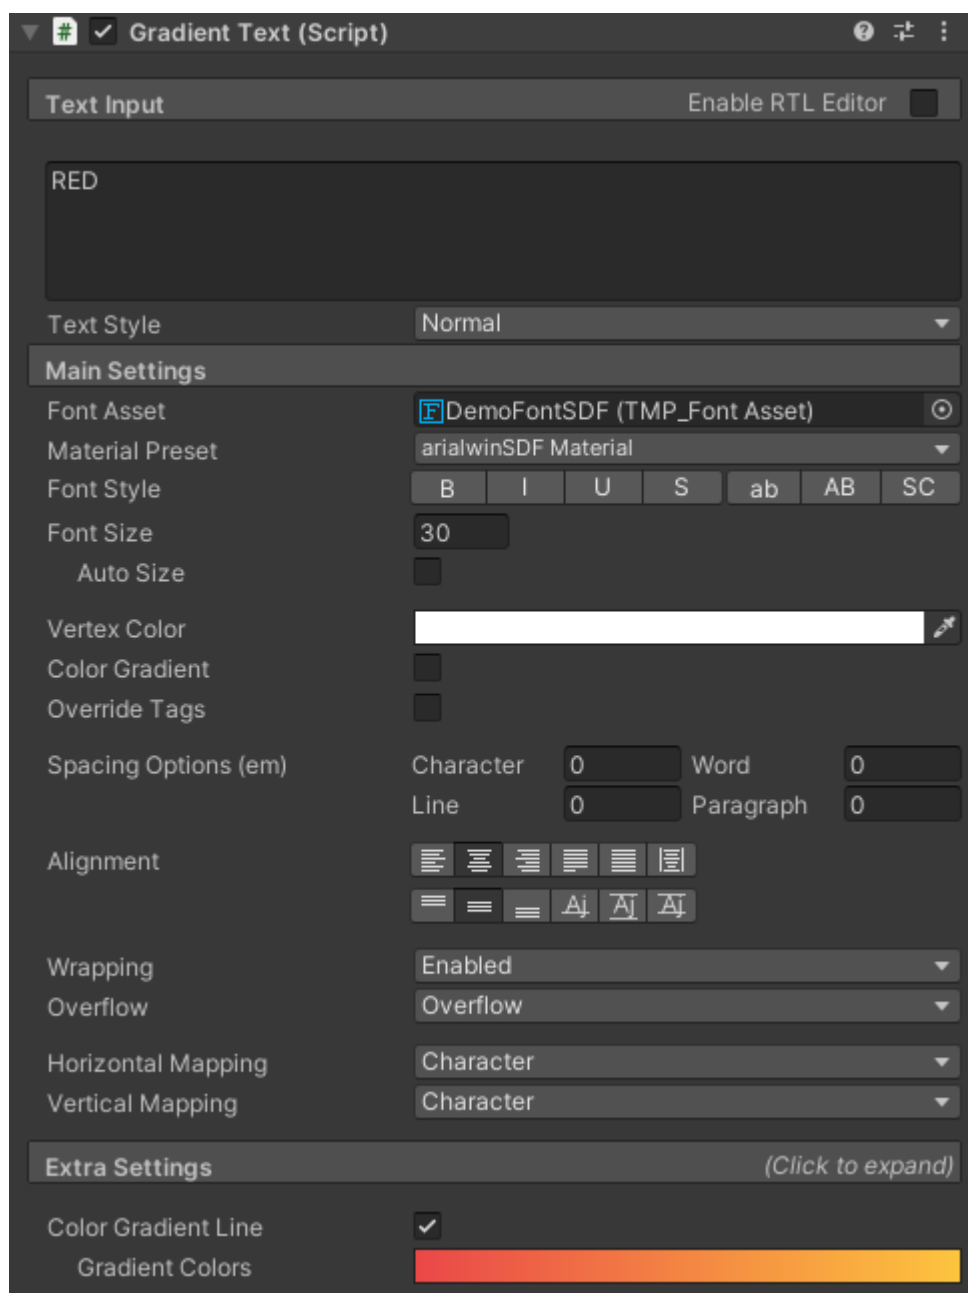 Gradient Text (Script)
Text Input Enable RTL Editor
RED
Text Style Normal
Main Settings
Font Asset DemoFontSDF (TMP_Font Asset)
Material Preset arialwinSDF Material
Font Style B I U S ab AB SC
Font Size 30
Auto Size
Vertex Color
Color Gradient
Override Tags
Spacing Options (em) Character 0 Word 0
Line 0 Paragraph 0
Alignment
Wrapping Enabled
Overflow Overflow
Horizontal Mapping Character
Vertical Mapping Character
Extra Settings (Click to expand)
Color Gradient Line
Gradient Colors